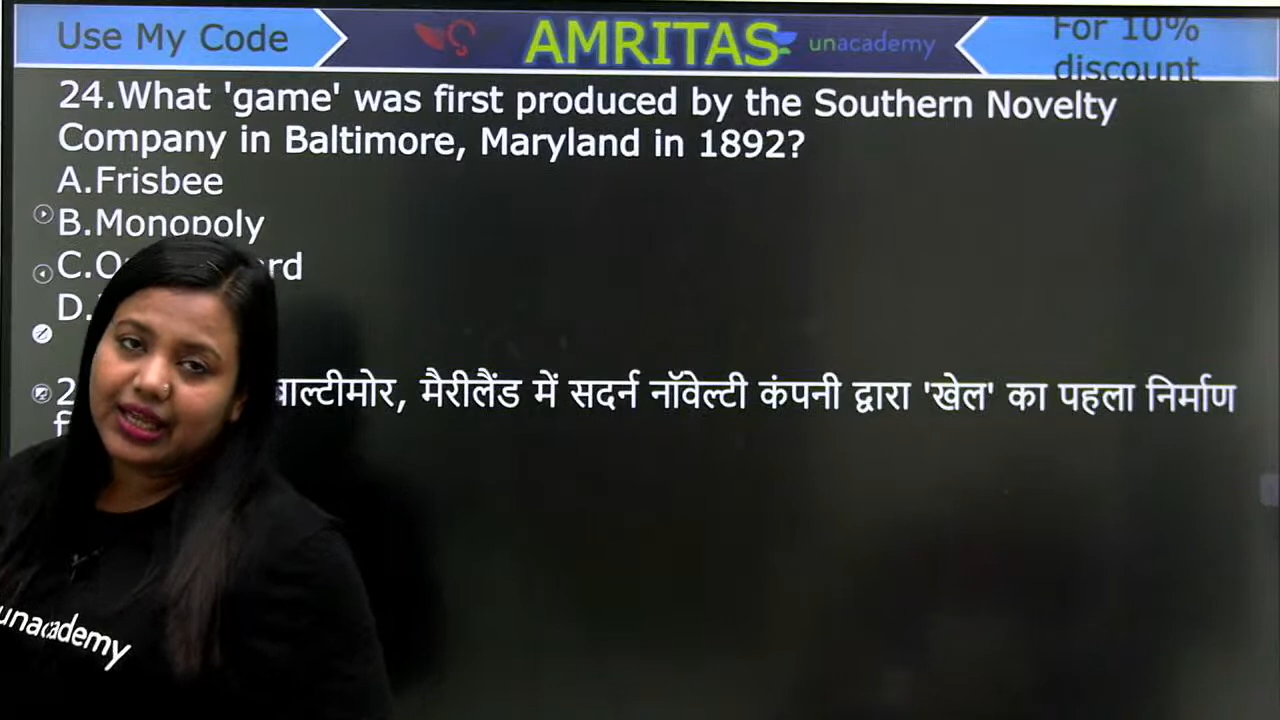 Use My Code
AMRITAS
unacademy
For 10%
discount
24.What 'game' was first produced by the Southern Novelty
Company in Baltimore, Maryland in 1892?
A.Frisbee
B.Monopoly
C.O rd
D.
2 बाल्टीमोर, मैरीलैंड में सदर्न नॉवेल्टी कंपनी द्वारा 'खेल' का पहला निर्माण
unacademy